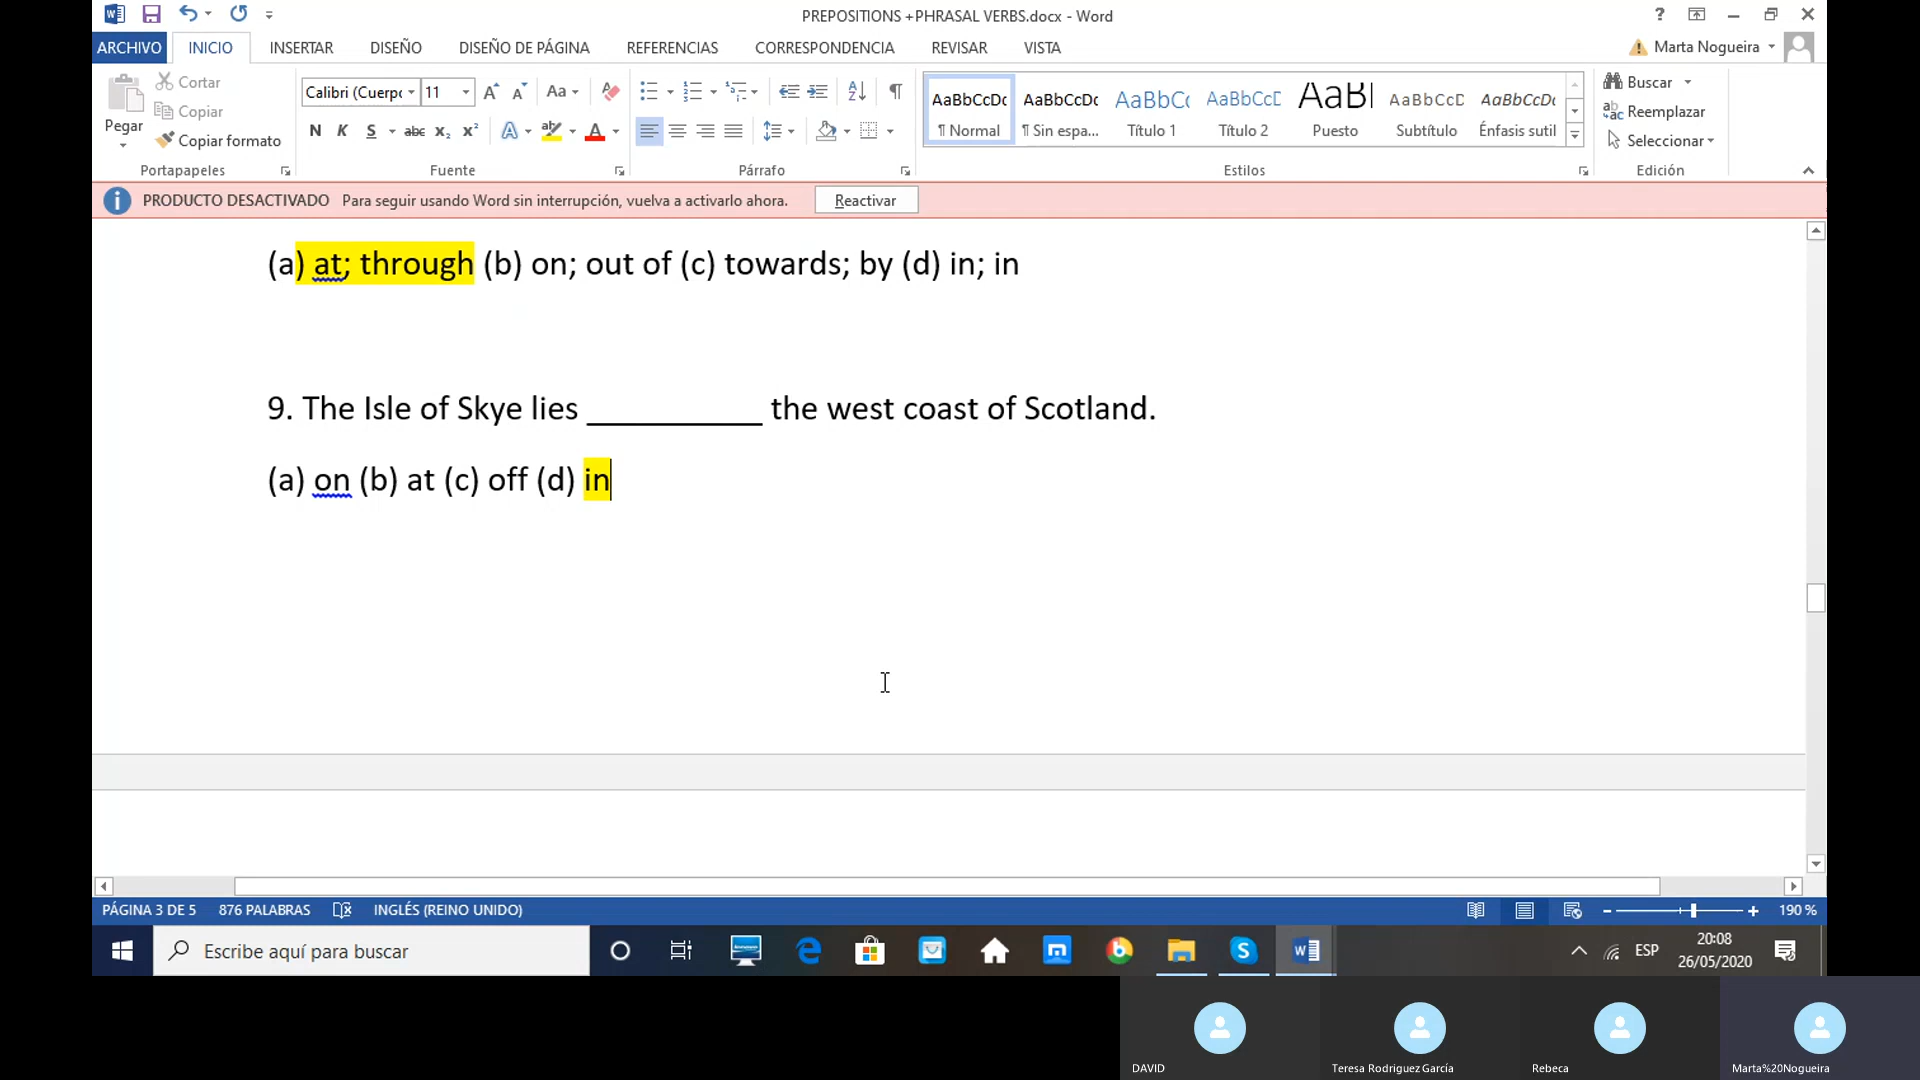 PREPOSITIONS +PHRASAL VERBS.docx - Word
ARCHIVO INICIO INSERTAR DISEÑO DISEÑO DE PÁGINA REFERENCIAS CORRESPONDENCIA REVISAR VISTA Marta Nogueira
Pegar Cortar Copiar Copiar formato
Calibri (Cuerpo 11
AaBbCcDc AaBbCcDc AaBbCc AaBbCcD AaBl AaBbCcD AaBbCcDc
¶ Normal ¶ Sin espa... Título 1 Título 2 Puesto Subtítulo Énfasis sutil
Buscar
Reemplazar
Seleccionar
Portapapeles Fuente Párrafo Estilos Edición
PRODUCTO DESACTIVADO Para seguir usando Word sin interrupción, vuelva a activarlo ahora. Reactivar
(a) at; through (b) on; out of (c) towards; by (d) in; in
9. The Isle of Skye lies __________ the west coast of Scotland.
(a) on (b) at (c) off (d) in
PÁGINA 3 DE 5 876 PALABRAS INGLÉS (REINO UNIDO) 190 %
Escribe aquí para buscar ESP 20:08
26/05/2020
DAVID Teresa Rodriguez García Rebeca Marta%20Nogueira